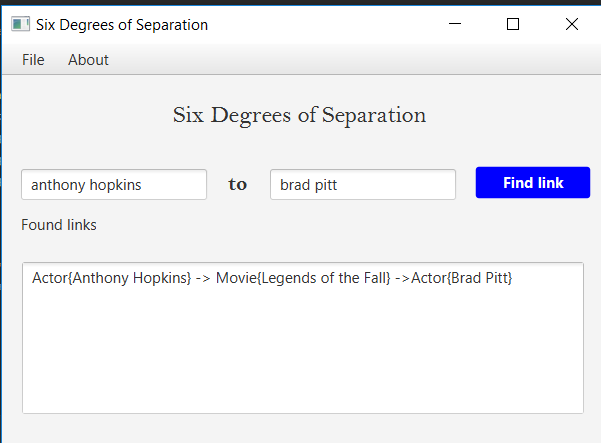 Six Degrees of Separation
File About
Six Degrees of Separation
anthony hopkins to brad pitt Find link
Found links
Actor{Anthony Hopkins} -> Movie{Legends of the Fall} ->Actor{Brad Pitt}